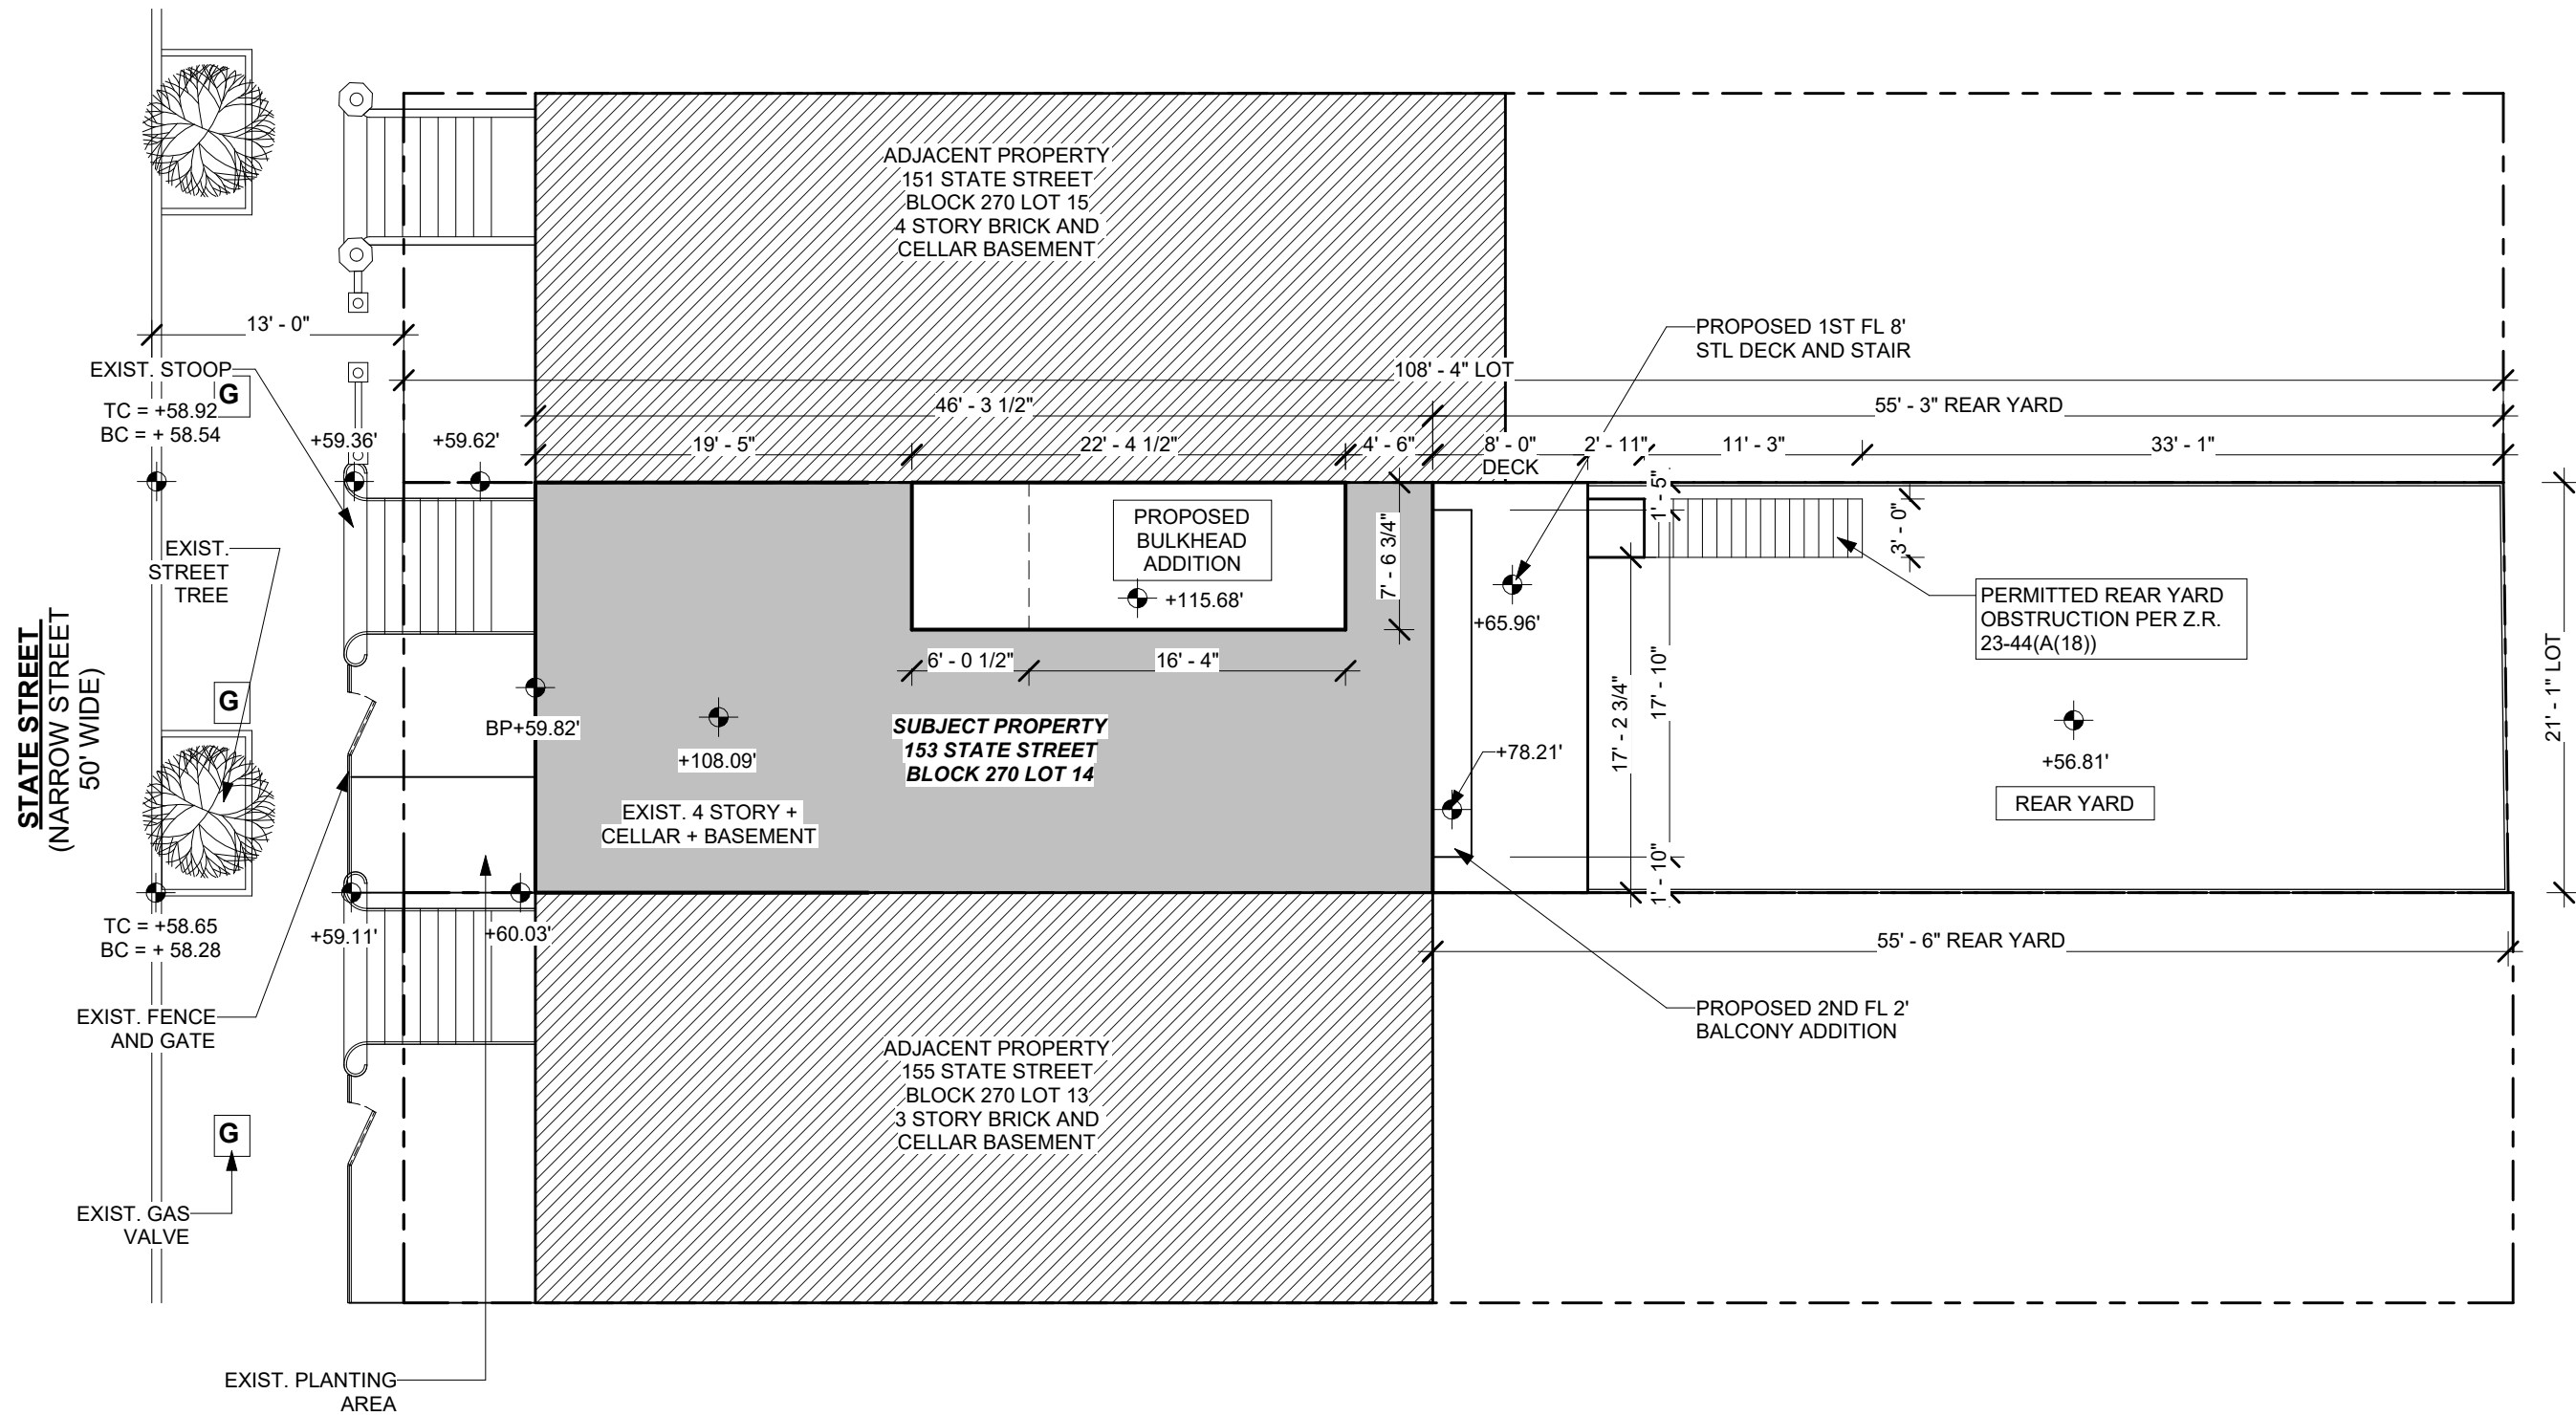 ADJACENT PROPERTY
151 STATE STREET
BLOCK 270 LOT 15
4 STORY BRICK AND
CELLAR BASEMENT
13' - 0"
PROPOSED 1ST FL 8'
STL DECK AND STAIR
EXIST. STOOP
G
108' - 4" LOT
TC = +58.92
BC = + 58.54
46' - 3 1/2"
55' - 3" REAR YARD
+59.36'
+59.62'
19' - 5"
22' - 4 1/2"
4' - 6"
8' - 0"
DECK
2' - 11"
11' - 3"
33' - 1"
1' - 5"
3' - 0"
PROPOSED
BULKHEAD
ADDITION
+115.68'
7' - 6 3/4"
EXIST.
STREET
TREE
+65.96'
PERMITTED REAR YARD
OBSTRUCTION PER Z.R.
23-44(A(18))
STATE STREET
(NARROW STREET
50' WIDE)
G
6' - 0 1/2"
16' - 4"
17' - 2 3/4"
17' - 10"
21' - 1" LOT
BP+59.82'
+108.09'
SUBJECT PROPERTY
153 STATE STREET
BLOCK 270 LOT 14
+78.21'
+56.81'
REAR YARD
EXIST. 4 STORY +
CELLAR + BASEMENT
1' - 10"
TC = +58.65
BC = + 58.28
+59.11'
+60.03'
55' - 6" REAR YARD
EXIST. FENCE
AND GATE
PROPOSED 2ND FL 2'
BALCONY ADDITION
ADJACENT PROPERTY
155 STATE STREET
BLOCK 270 LOT 13
3 STORY BRICK AND
CELLAR BASEMENT
G
EXIST. GAS
VALVE
EXIST. PLANTING
AREA